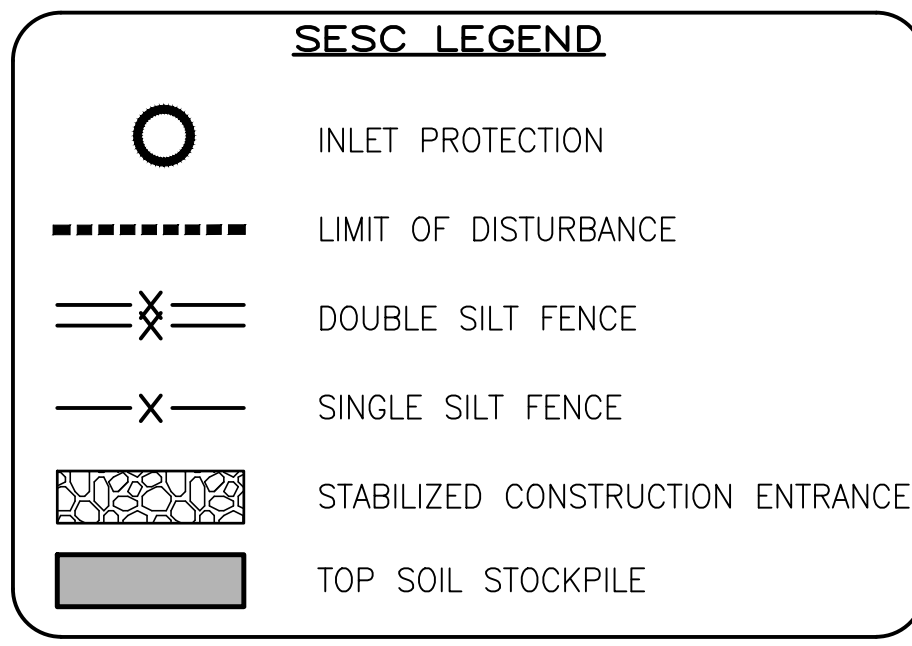 SESC LEGEND
INLET PROTECTION
LIMIT OF DISTURBANCE
DOUBLE SILT FENCE
SINGLE SILT FENCE
STABILIZED CONSTRUCTION ENTRANCE
TOP SOIL STOCKPILE